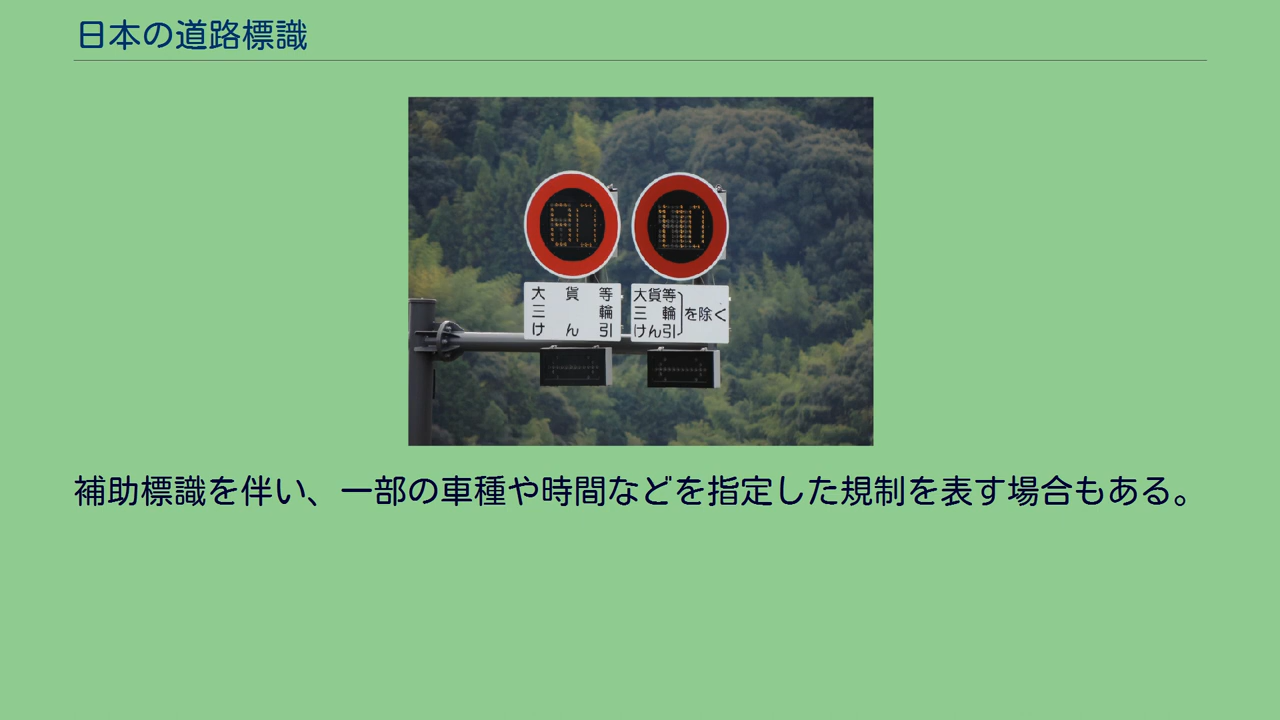 日本の道路標識
大貨等
三輪
けん引
大貨等
三輪
けん引
を除く
補助標識を伴い、一部の車種や時間などを指定した規制を表す場合もある。